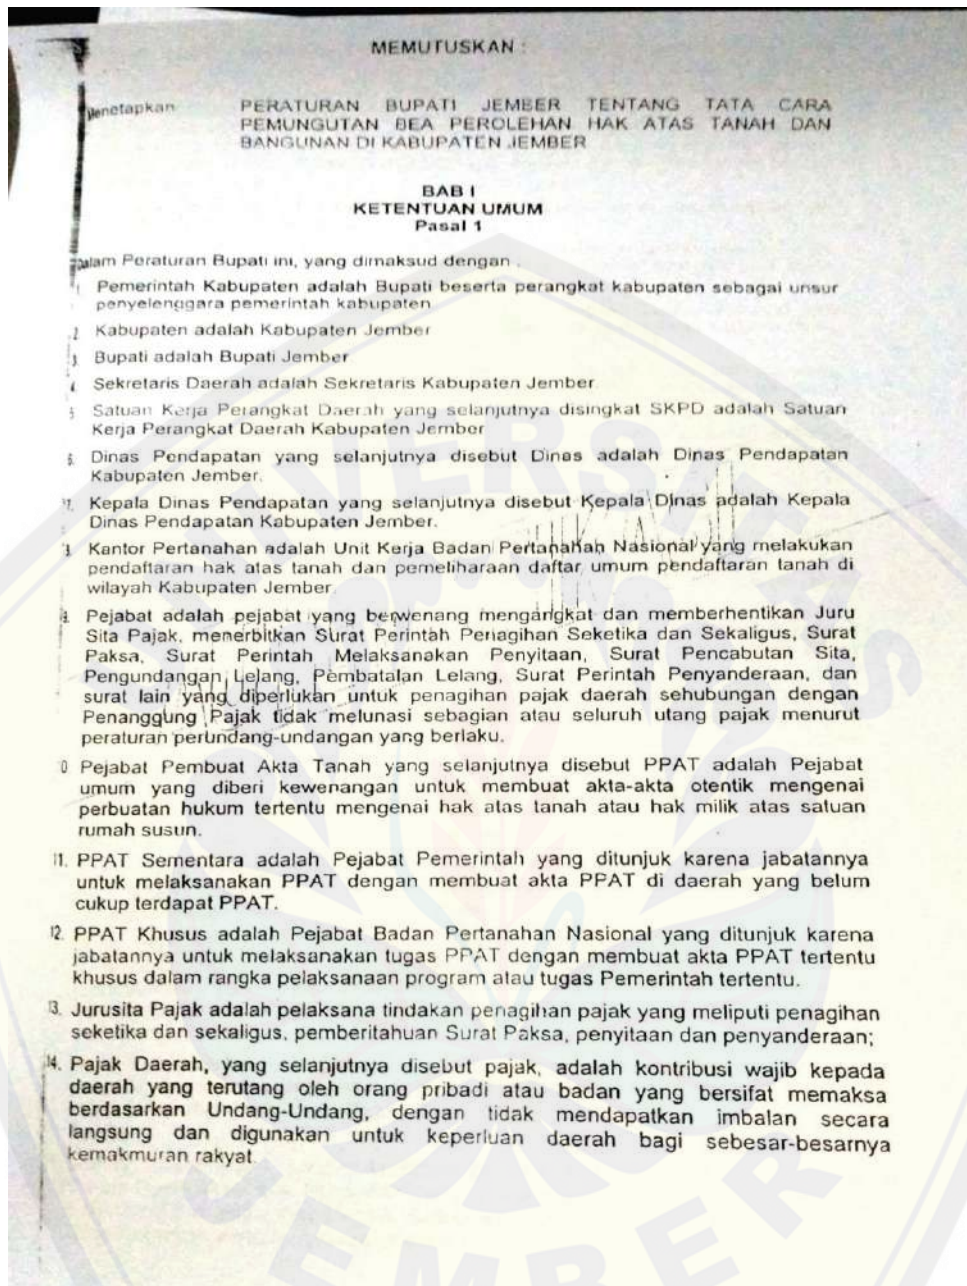 MEMUTUSKAN :
Menetapkan PERATURAN BUPATI JEMBER TENTANG TATA CARA
PEMUNGUTAN BEA PEROLEHAN HAK ATAS TANAH DAN
BANGUNAN DI KABUPATEN JEMBER
BAB I
KETENTUAN UMUM
Pasal 1
Dalam Peraturan Bupati ini, yang dimaksud dengan :
1 Pemerintah Kabupaten adalah Bupati beserta perangkat kabupaten sebagai unsur
penyelenggara pemerintah kabupaten
2 Kabupaten adalah Kabupaten Jember
3 Bupati adalah Bupati Jember
4 Sekretaris Daerah adalah Sekretaris Kabupaten Jember
5 Satuan Kerja Perangkat Daerah yang selanjutnya disingkat SKPD adalah Satuan
Kerja Perangkat Daerah Kabupaten Jember
6. Dinas Pendapatan yang selanjutnya disebut Dinas adalah Dinas Pendapatan
Kabupaten Jember.
7. Kepala Dinas Pendapatan yang selanjutnya disebut Kepala Dinas adalah Kepala
Dinas Pendapatan Kabupaten Jember.
8. Kantor Pertanahan adalah Unit Kerja Badan Pertanahan Nasional yang melakukan
pendaftaran hak atas tanah dan pemeliharaan daftar umum pendaftaran tanah di
wilayah Kabupaten Jember
9. Pejabat adalah pejabat yang berwenang mengangkat dan memberhentikan Juru
Sita Pajak, menerbitkan Surat Perintah Penagihan Seketika dan Sekaligus, Surat
Paksa, Surat Perintah Melaksanakan Penyitaan, Surat Pencabutan Sita,
Pengundangan Lelang, Pembatalan Lelang, Surat Perintah Penyanderaan, dan
surat lain yang diperlukan untuk penagihan pajak daerah sehubungan dengan
Penanggung Pajak tidak melunasi sebagian atau seluruh utang pajak menurut
peraturan perundang-undangan yang berlaku.
0 Pejabat Pembuat Akta Tanah yang selanjutnya disebut PPAT adalah Pejabat
umum yang diberi kewenangan untuk membuat akta-akta otentik mengenai
perbuatan hukum tertentu mengenai hak atas tanah atau hak milik atas satuan
rumah susun.
11. PPAT Sementara adalah Pejabat Pemerintah yang ditunjuk karena jabatannya
untuk melaksanakan PPAT dengan membuat akta PPAT di daerah yang belum
cukup terdapat PPAT.
12. PPAT Khusus adalah Pejabat Badan Pertanahan Nasional yang ditunjuk karena
jabatannya untuk melaksanakan tugas PPAT dengan membuat akta PPAT tertentu
khusus dalam rangka pelaksanaan program atau tugas Pemerintah tertentu.
13. Jurusita Pajak adalah pelaksana tindakan penagihan pajak yang meliputi penagihan
seketika dan sekaligus, pemberitahuan Surat Paksa, penyitaan dan penyanderaan;
14. Pajak Daerah, yang selanjutnya disebut pajak, adalah kontribusi wajib kepada
daerah yang terutang oleh orang pribadi atau badan yang bersifat memaksa
berdasarkan Undang-Undang, dengan tidak mendapatkan imbalan secara
langsung dan digunakan untuk keperluan daerah bagi sebesar-besarnya
kemakmuran rakyat.
UNIVERSITAS
JEMBER